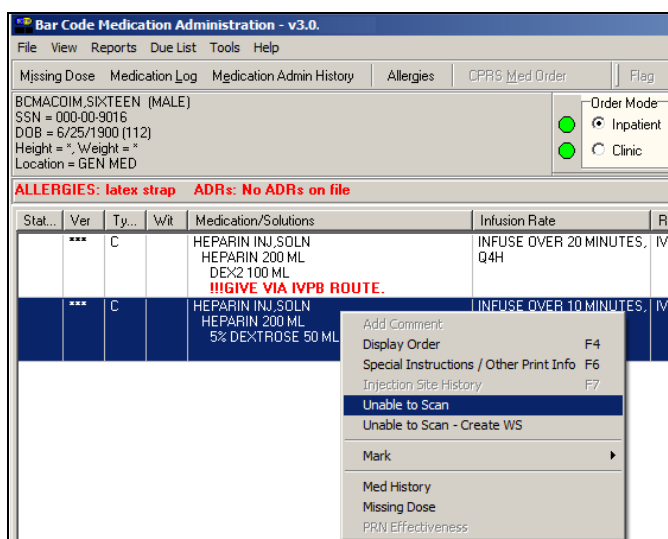 Bar Code Medication Administration - v3.0.
File View Reports Due List Tools Help
Missing Dose Medication Log Medication Admin History Allergies CPRS Med Order Flag
BCMACOIM,SIXTEEN (MALE)
SSN = 000-00-9016
DOB = 6/25/1900 (112)
Height = *, Weight = *
Location = GEN MED
Order Mode
Inpatient
Clinic
ALLERGIES: latex strap ADRs: No ADRs on file
Stat... Ver Ty... Wit Medication/Solutions Infusion Rate R
*** C HEPARIN INJ,SOLN INFUSE OVER 20 MINUTES, IV
HEPARIN 200 ML Q4H
DEX2 100 ML
!!!GIVE VIA IVPB ROUTE.
*** C HEPARIN INJ,SOLN INFUSE OVER 10 MINUTES, IV
HEPARIN 200 ML
5% DEXTROSE 50 ML
Add Comment
Display Order F4
Special Instructions / Other Print Info F6
Injection Site History F7
Unable to Scan
Unable to Scan - Create WS
Mark
Med History
Missing Dose
PRN Effectiveness